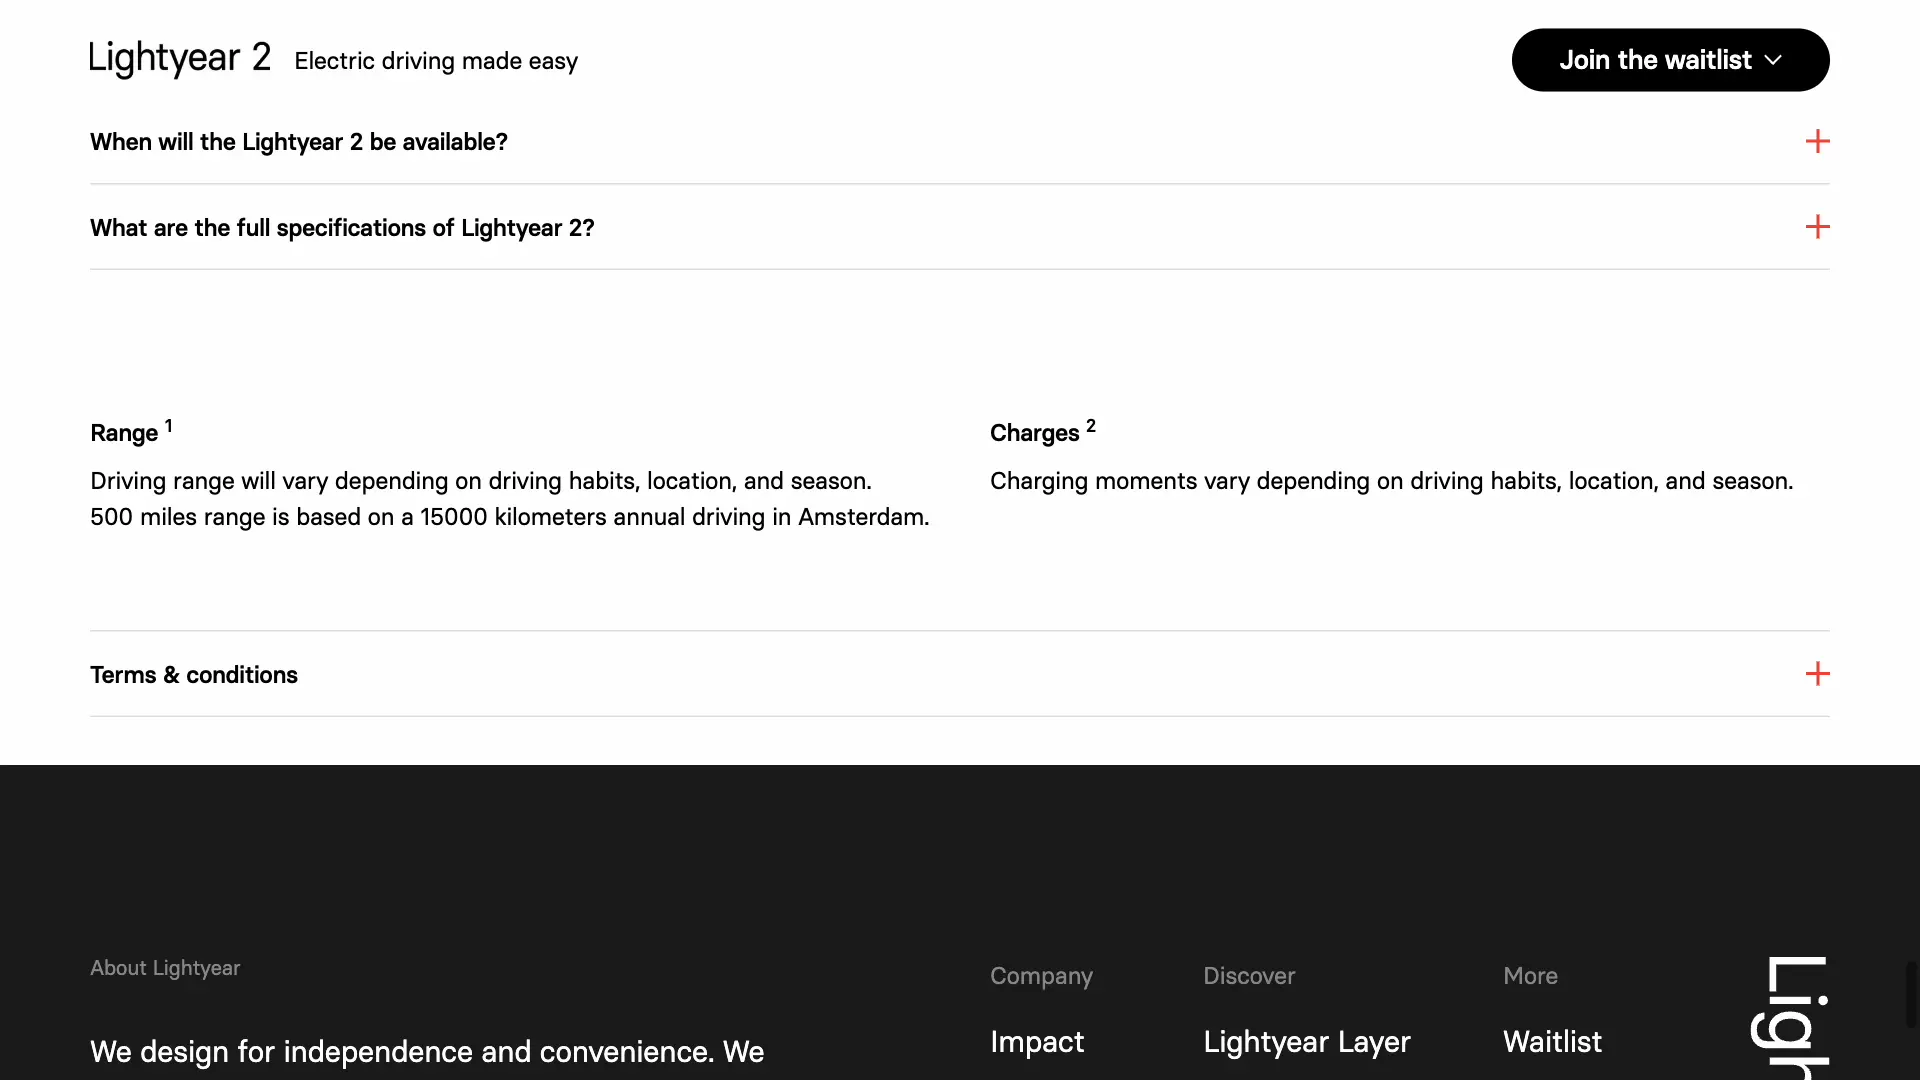 Lightyear 2 Electric driving made easy
Join the waitlist
When will the Lightyear 2 be available?
What are the full specifications of Lightyear 2?
Range 1
Driving range will vary depending on driving habits, location, and season.
500 miles range is based on a 15000 kilometers annual driving in Amsterdam.
Charges 2
Charging moments vary depending on driving habits, location, and season.
Terms & conditions
About Lightyear
We design for independence and convenience. We
Company
Impact
Discover
Lightyear Layer
More
Waitlist
Ligh